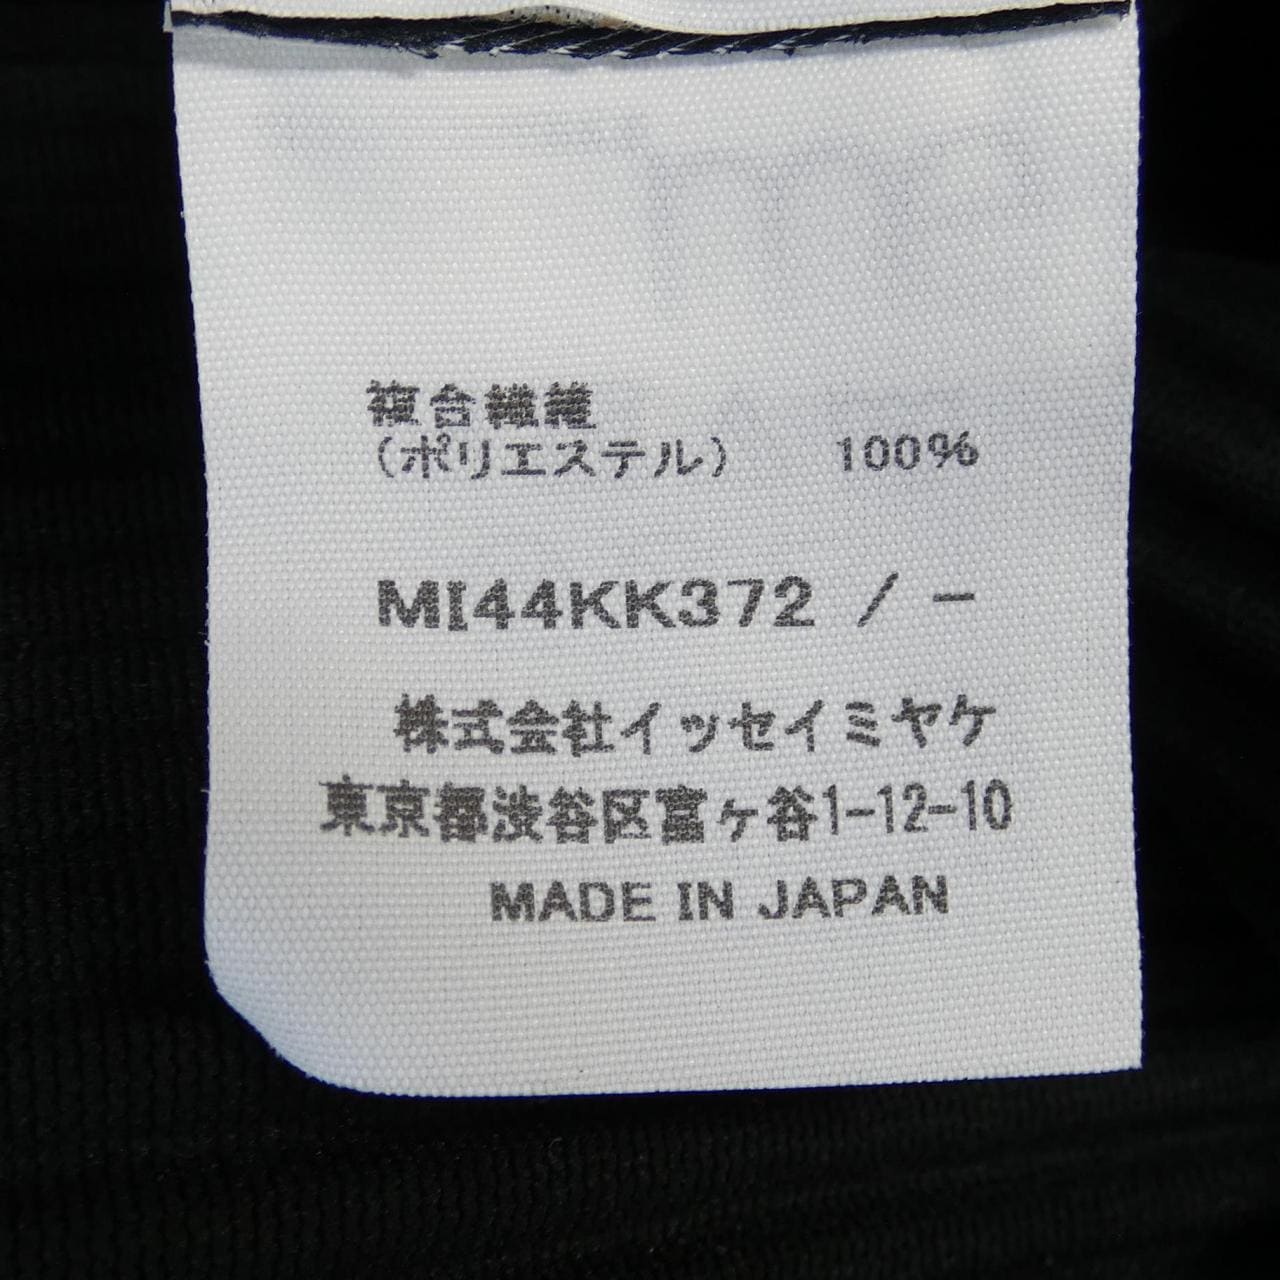 複合繊維
(ポリエステル) 100%
MI44KK372 / -
株式会社イッセイミヤケ
東京都渋谷区富ヶ谷1-12-10
MADE IN JAPAN